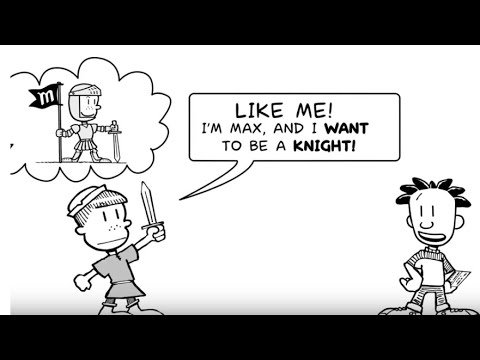 m
LIKE ME!
I'M MAX, AND I WANT
TO BE A KNIGHT!